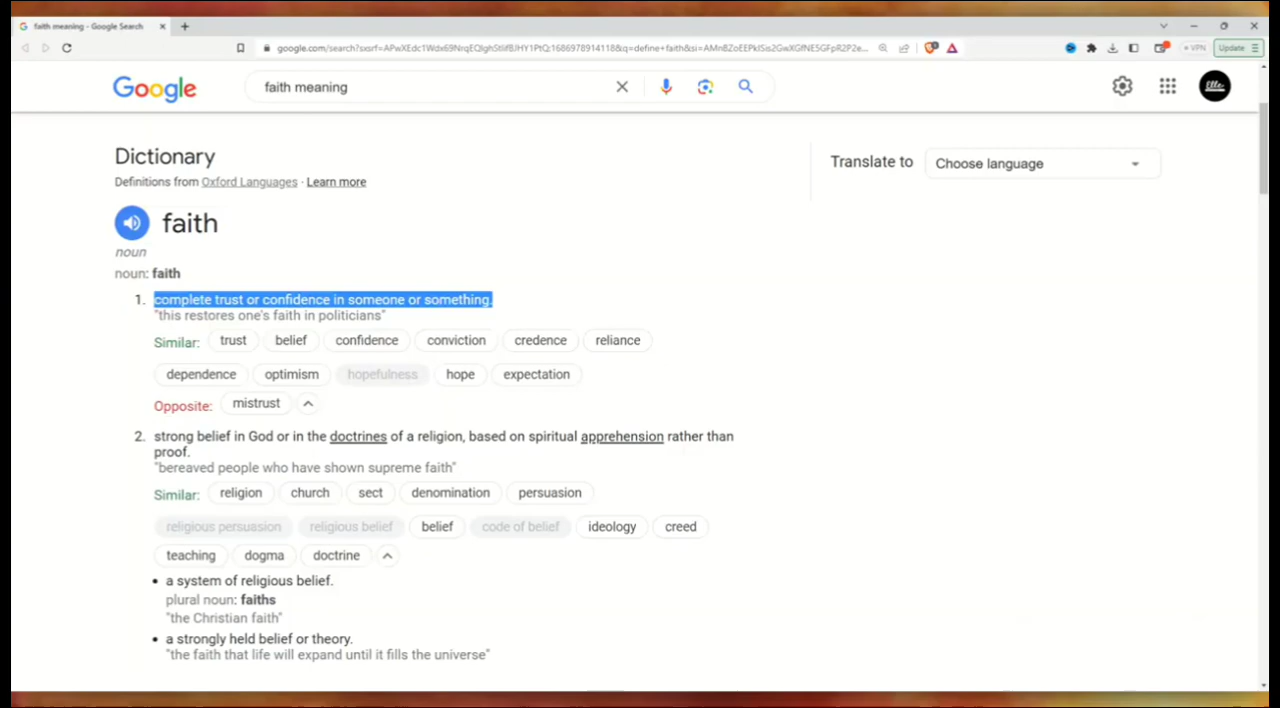 faith meaning - Google Search
Google
faith meaning
Dictionary
Translate to
Choose language
Definitions from Oxford Languages · Learn more
faith
noun
noun: faith
1. complete trust or confidence in someone or something.
"this restores one's faith in politicians"
Similar: trust belief confidence conviction credence reliance
dependence optimism hopefulness hope expectation
Opposite: mistrust
2. strong belief in God or in the doctrines of a religion, based on spiritual apprehension rather than
proof.
"bereaved people who have shown supreme faith"
Similar: religion church sect denomination persuasion
religious persuasion religious belief belief code of belief ideology creed
teaching dogma doctrine
• a system of religious belief.
plural noun: faiths
"the Christian faith"
• a strongly held belief or theory.
"the faith that life will expand until it fills the universe"
VPN
Update
Elle